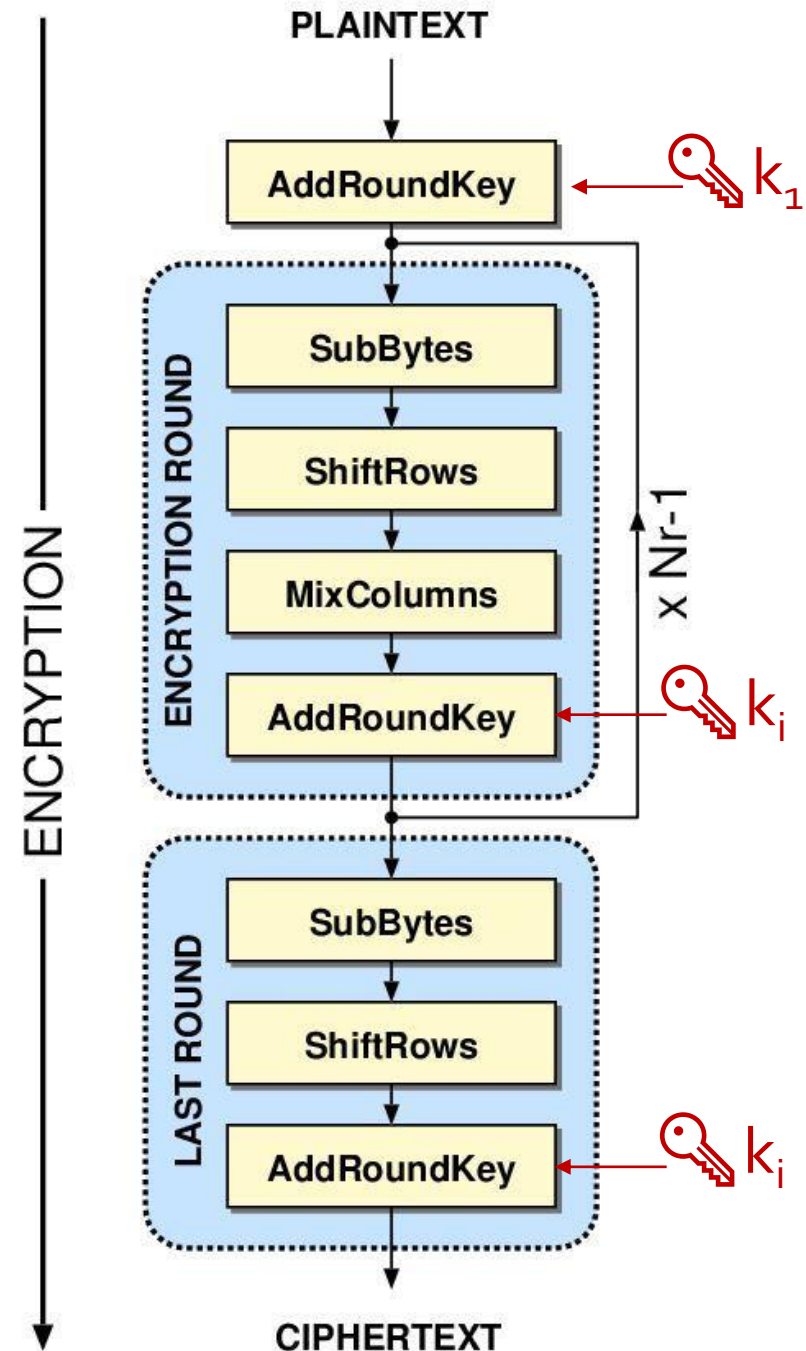 PLAINTEXT
AddRoundKey
k₁
ENCRYPTION
ENCRYPTION ROUND
SubBytes
ShiftRows
MixColumns
x Nr-1
AddRoundKey
kᵢ
LAST ROUND
SubBytes
ShiftRows
AddRoundKey
kᵢ
CIPHERTEXT